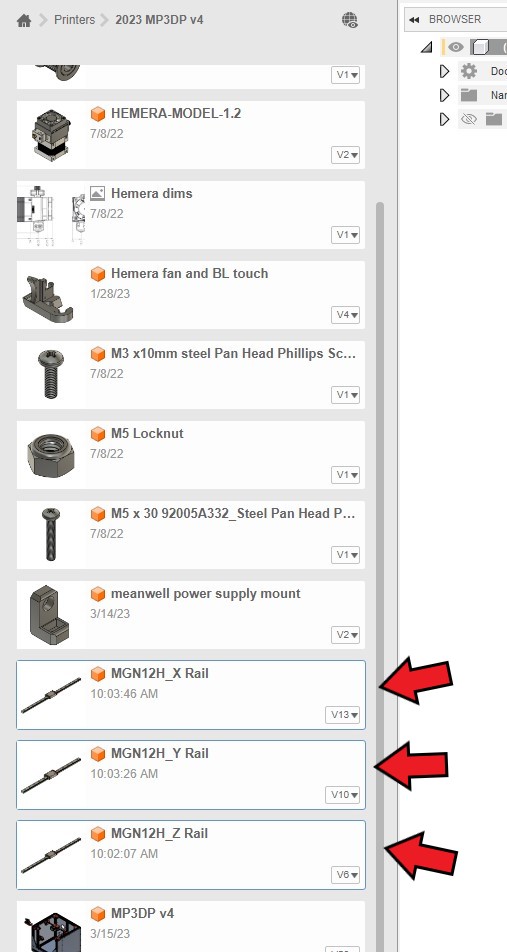 Printers
2023 MP3DP v4
BROWSER
Doc
Nar
V1
HEMERA-MODEL-1.2
7/8/22
V2
Hemera dims
7/8/22
V1
Hemera fan and BL touch
1/28/23
V4
M3 x10mm steel Pan Head Phillips Sc...
7/8/22
V1
M5 Locknut
7/8/22
V1
M5 x 30 92005A332_Steel Pan Head P...
7/8/22
V1
meanwell power supply mount
3/14/23
V2
MGN12H_X Rail
10:03:46 AM
V13
MGN12H_Y Rail
10:03:26 AM
V10
MGN12H_Z Rail
10:02:07 AM
V6
MP3DP v4
3/15/23